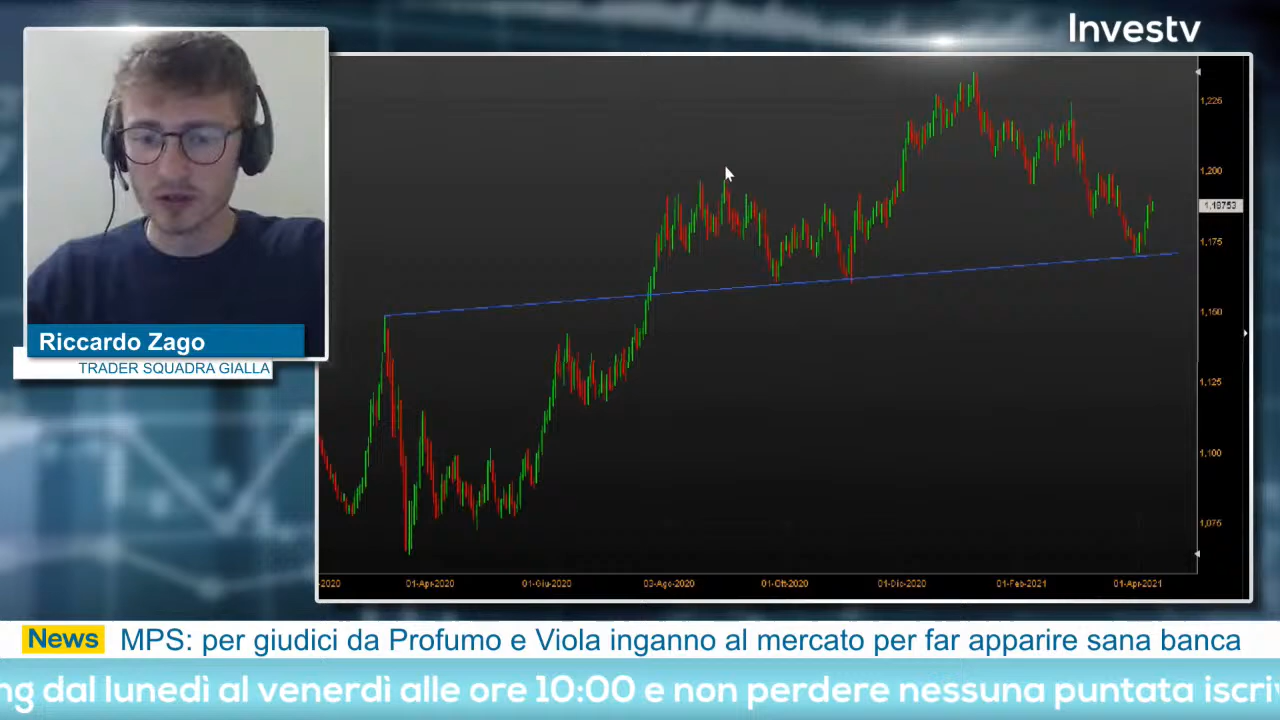 Investv
1,225
1,200
1,18753
1,175
1,150
1,125
1,100
1,075
-2020
01-Apr-2020
01-Giu-2020
03-Ago-2020
01-Ott-2020
01-Dic-2020
01-Feb-2021
01-Apr-2021
Riccardo Zago
TRADER SQUADRA GIALLA
News MPS: per giudici da Profumo e Viola inganno al mercato per far apparire sana banca
ng dal lunedì al venerdì alle ore 10:00 e non perdere nessuna puntata iscriv